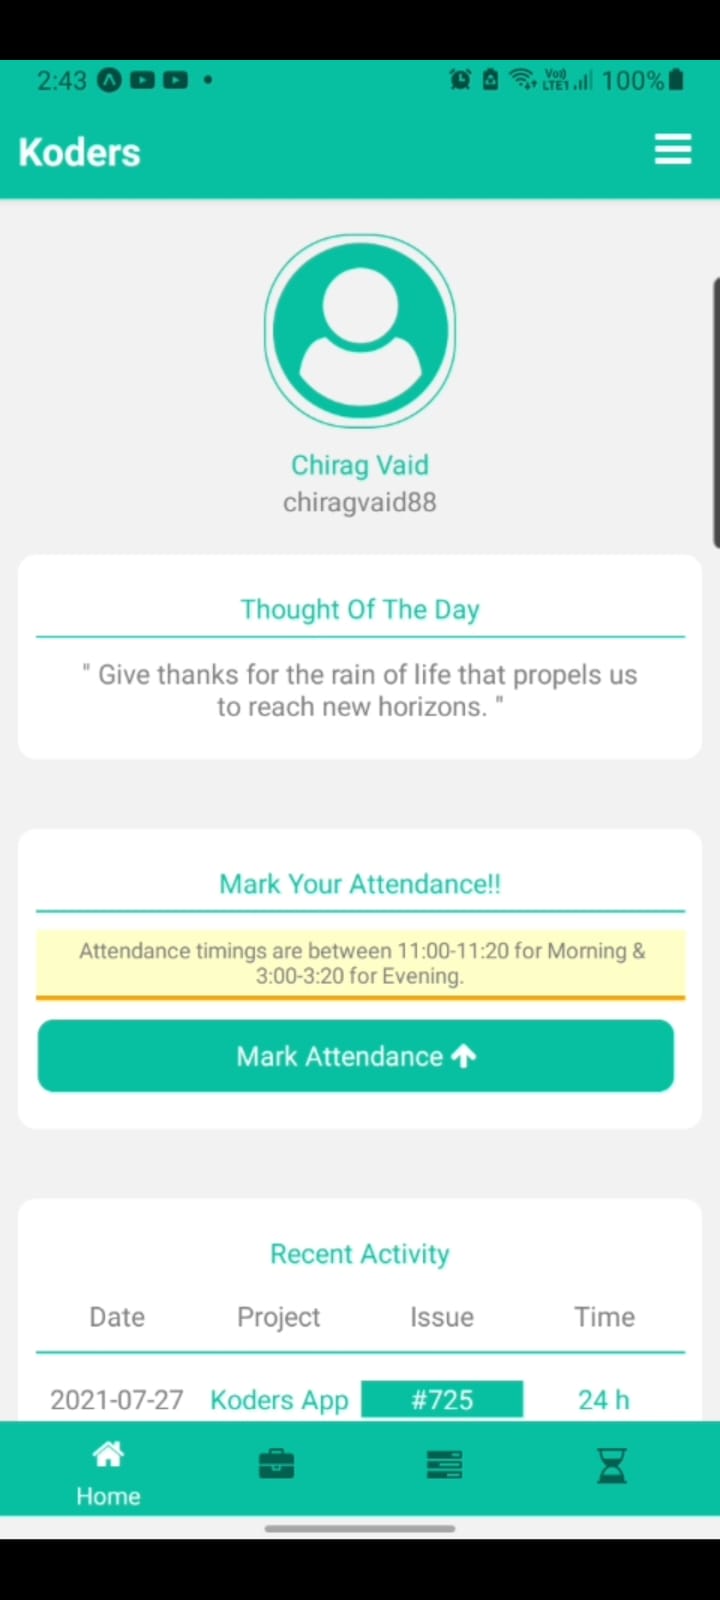 2:43 100%
Vo))
LTE1
Koders
Chirag Vaid
chiragvaid88
Thought Of The Day
" Give thanks for the rain of life that propels us
to reach new horizons. "
Mark Your Attendance!!
Attendance timings are between 11:00-11:20 for Morning &
3:00-3:20 for Evening.
Mark Attendance
Recent Activity
Date Project Issue Time
2021-07-27 Koders App #725 24 h
Home